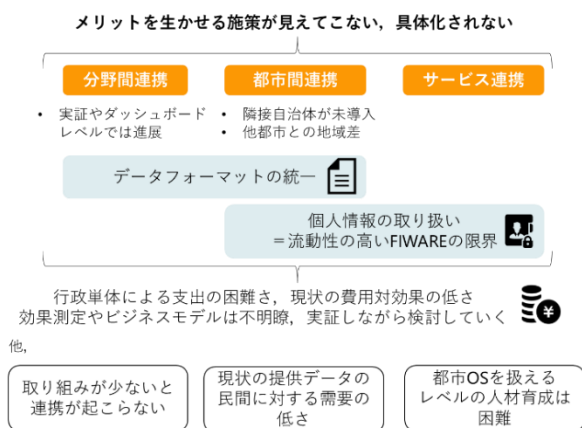 メリットを生かせる施策が見えてこない，具体化されない
分野間連携
都市間連携
サービス連携
• 実証やダッシュボード
レベルでは進展
• 隣接自治体が未導入
• 他都市との地域差
データフォーマットの統一
個人情報の取り扱い
＝流動性の高いFIWAREの限界
行政単体による支出の困難さ，現状の費用対効果の低さ
効果測定やビジネスモデルは不明瞭，実証しながら検討していく
他，
取り組みが少ないと
連携が起こらない
現状の提供データの
民間に対する需要の
低さ
都市OSを扱える
レベルの人材育成は
困難